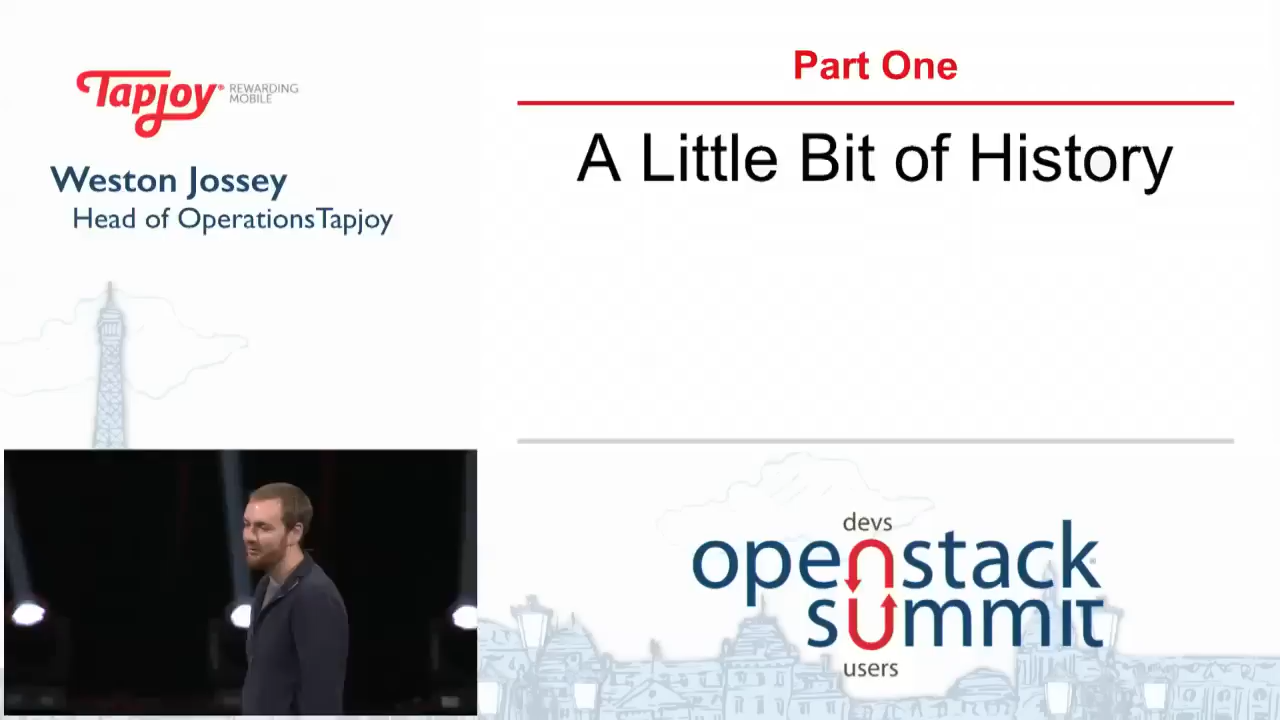 Tapjoy® REWARDING
MOBILE
Weston Jossey
Head of OperationsTapjoy
Part One
A Little Bit of History
devs
openstack
summit
users